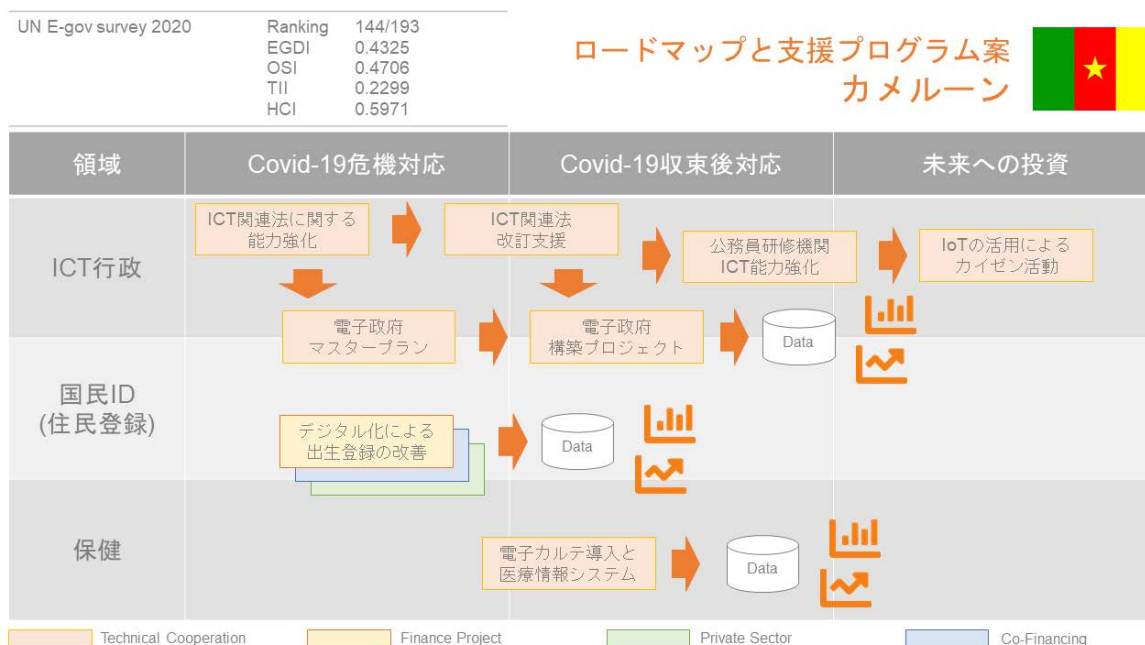 UN E-gov survey 2020
Ranking 144/193
EGDI 0.4325
OSI 0.4706
TII 0.2299
HCI 0.5971
ロードマップと支援プログラム案
カメルーン
領域
Covid-19危機対応
Covid-19収束後対応
未来への投資
ICT行政
ICT関連法に関する
能力強化
ICT関連法
改訂支援
公務員研修機関
ICT能力強化
IoTの活用による
カイゼン活動
電子政府
マスタープラン
電子政府
構築プロジェクト
Data
国民ID
(住民登録)
デジタル化による
出生登録の改善
Data
保健
電子カルテ導入と
医療情報システム
Data
Technical Cooperation
Finance Project
Private Sector
Co-Financing